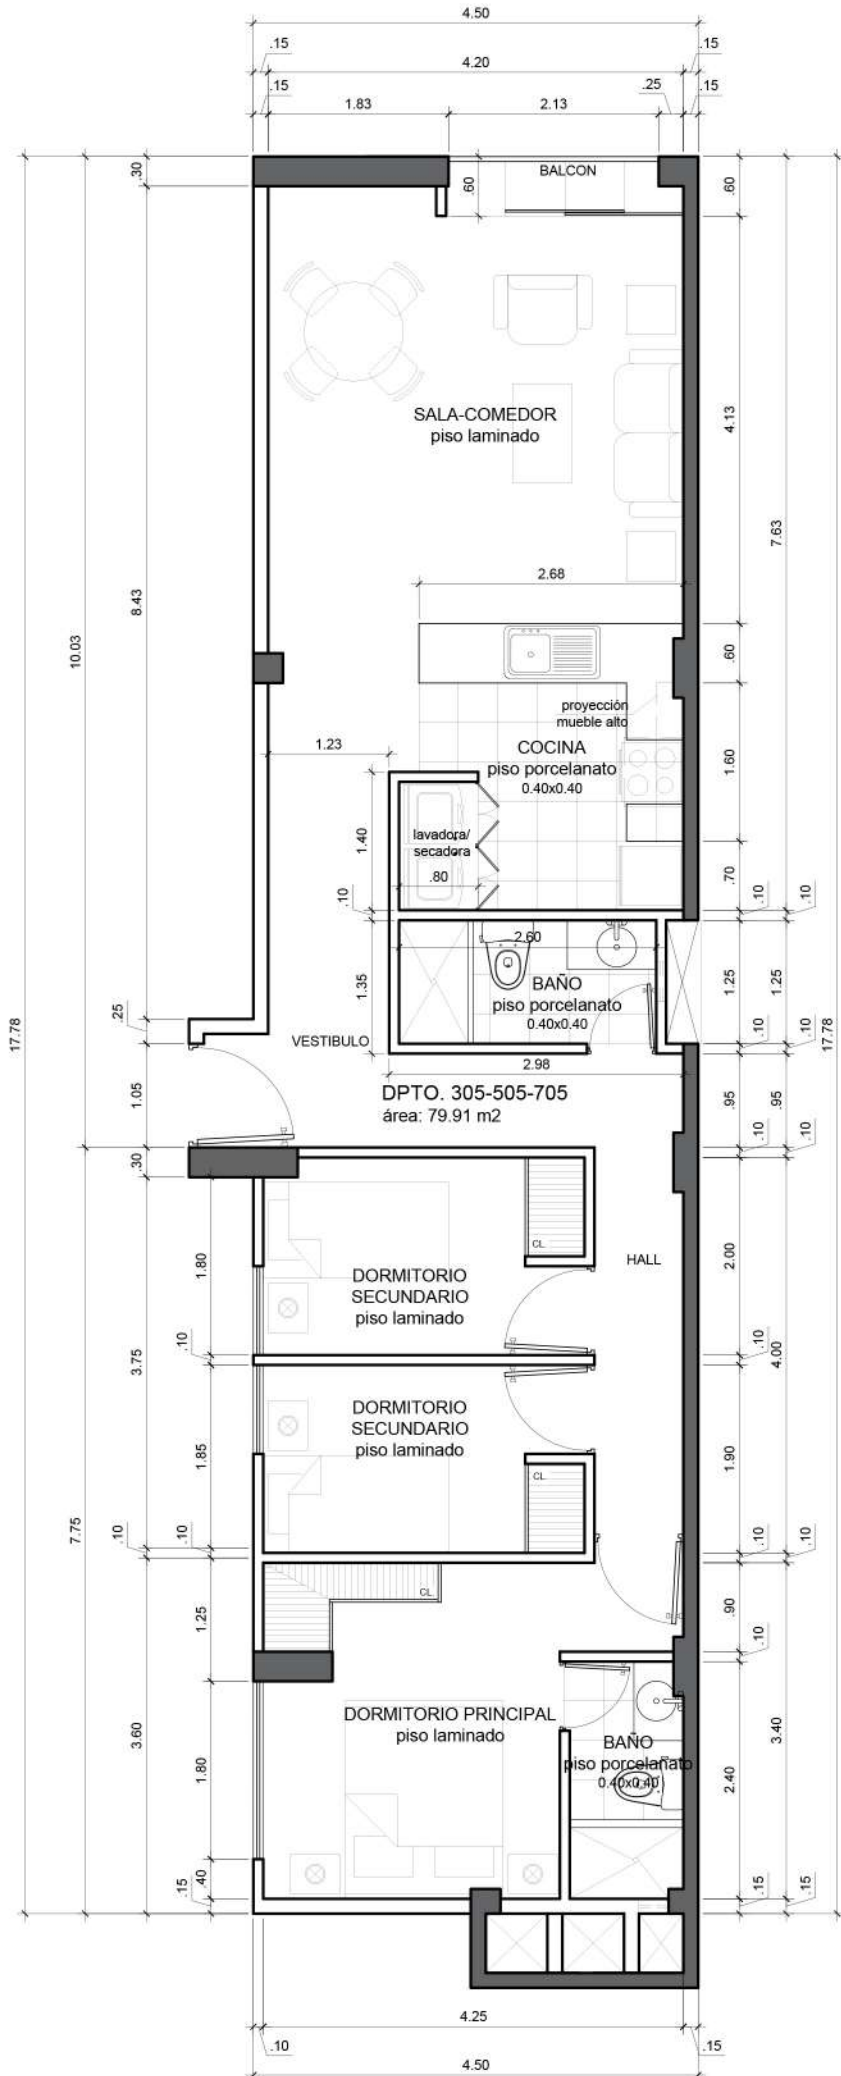 4.50
.15
.15
4.20
.15
.25
.15
1.83
2.13
BALCON
.30
.60
.60
SALA-COMEDOR
piso laminado
4.13
7.63
2.68
8.43
10.03
.60
proyección
mueble alto
1.23
COCINA
piso porcelanato
0.40x0.40
1.60
1.40
lavadora/
secadora
.80
.70
.10
.10
.10
2.60
1.35
BAÑO
piso porcelanato
0.40x0.40
1.25
1.25
.25
17.78
17.78
VESTIBULO
.10
.10
2.98
DPTO. 305-505-705
área: 79.91 m2
1.05
.95
.95
.10
.10
.30
CL.
HALL
2.00
1.80
DORMITORIO
SECUNDARIO
piso laminado
.10
.10
3.75
4.00
DORMITORIO
SECUNDARIO
piso laminado
1.85
CL.
1.90
7.75
.10
.10
.10
.10
CL.
1.25
.90
.10
DORMITORIO PRINCIPAL
piso laminado
3.60
1.80
BAÑO
piso porcelanato
0.40x0.40
3.40
2.40
.40
.15
.15
.15
4.25
.10
.15
4.50